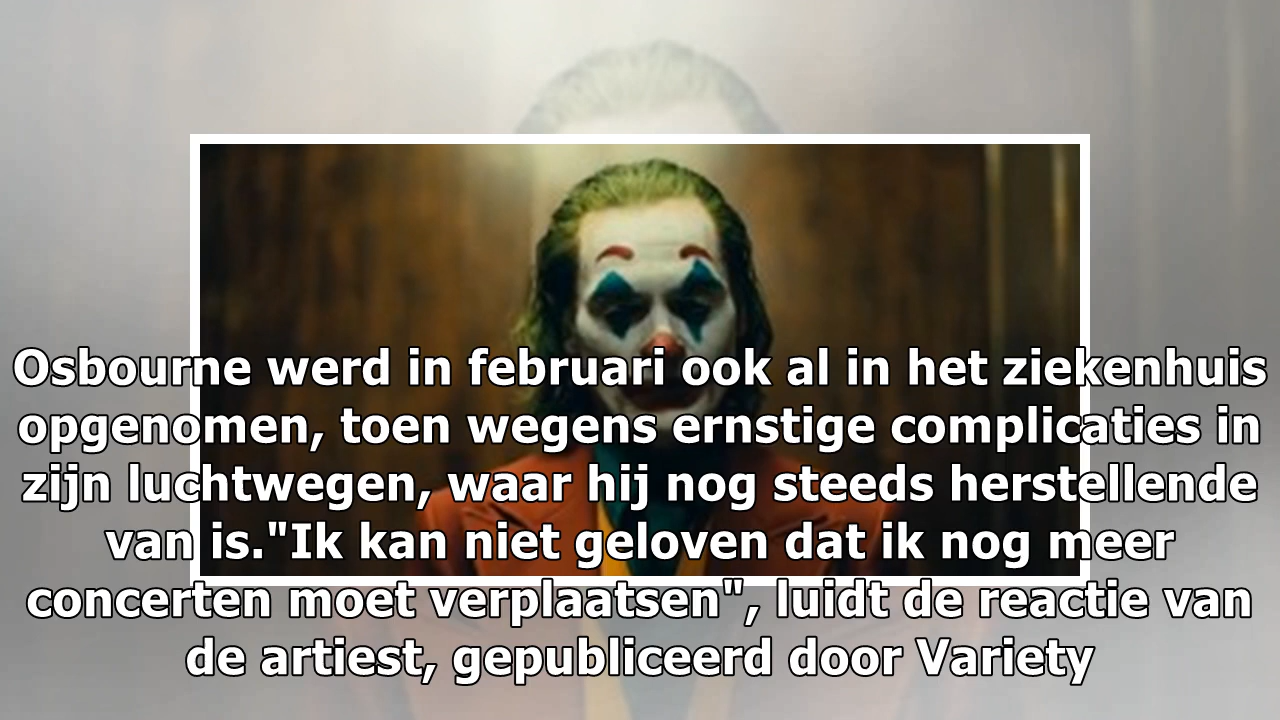 Osbourne werd in februari ook al in het ziekenhuis
opgenomen, toen wegens ernstige complicaties in
zijn luchtwegen, waar hij nog steeds herstellende
van is."Ik kan niet geloven dat ik nog meer
concerten moet verplaatsen", luidt de reactie van
de artiest, gepubliceerd door Variety